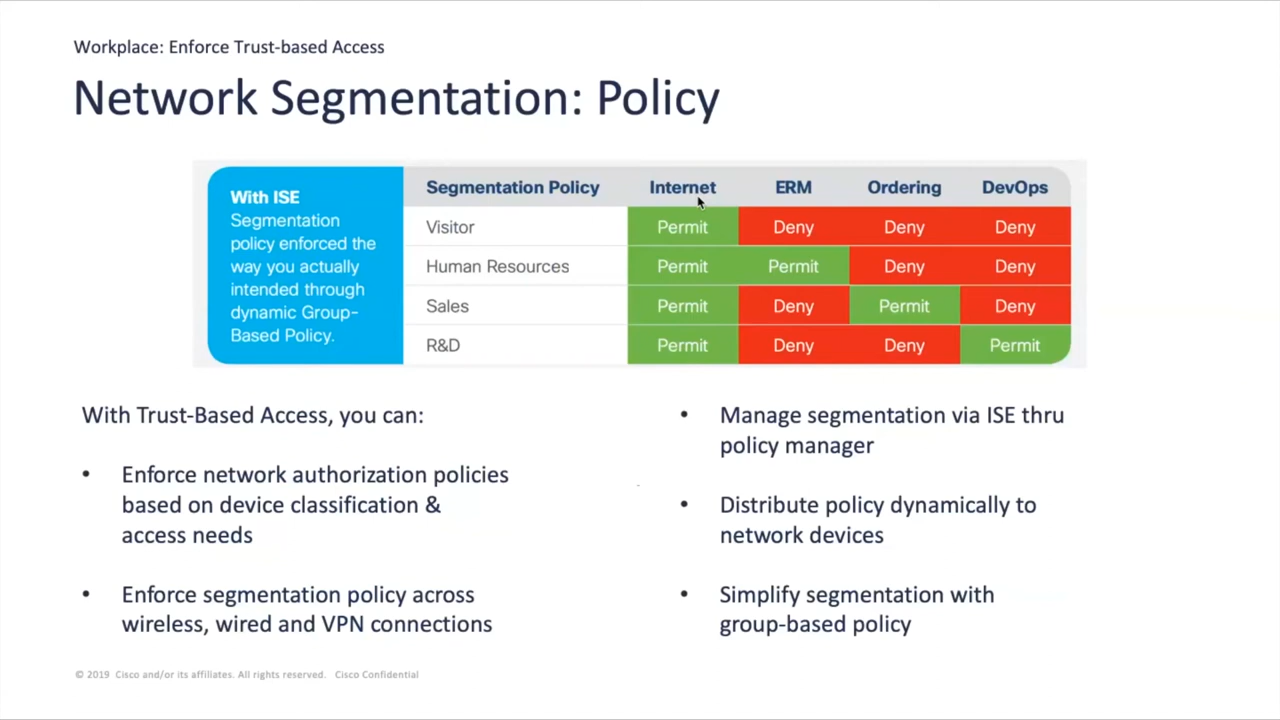 Workplace: Enforce Trust-based Access
Network Segmentation: Policy
With ISE
Segmentation
policy enforced the
way you actually
intended through
dynamic Group-
Based Policy.
Segmentation Policy Internet ERM Ordering DevOps
Visitor Permit Deny Deny Deny
Human Resources Permit Permit Deny Deny
Sales Permit Deny Permit Deny
R&D Permit Deny Deny Permit
With Trust-Based Access, you can:
• Enforce network authorization policies
based on device classification &
access needs
• Enforce segmentation policy across
wireless, wired and VPN connections
• Manage segmentation via ISE thru
policy manager
• Distribute policy dynamically to
network devices
• Simplify segmentation with
group-based policy
© 2019 Cisco and/or its affiliates. All rights reserved. Cisco Confidential